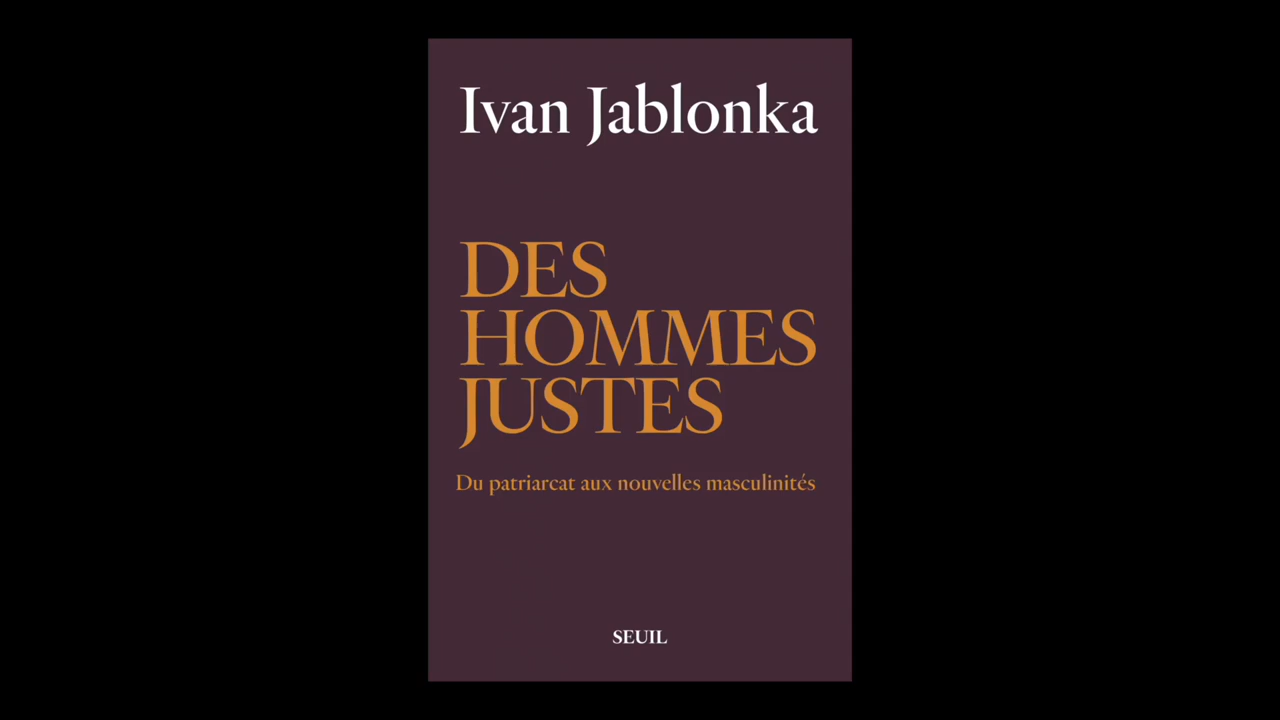 Ivan Jablonka
DES
HOMMES
JUSTES
Du patriarcat aux nouvelles masculinités
SEUIL